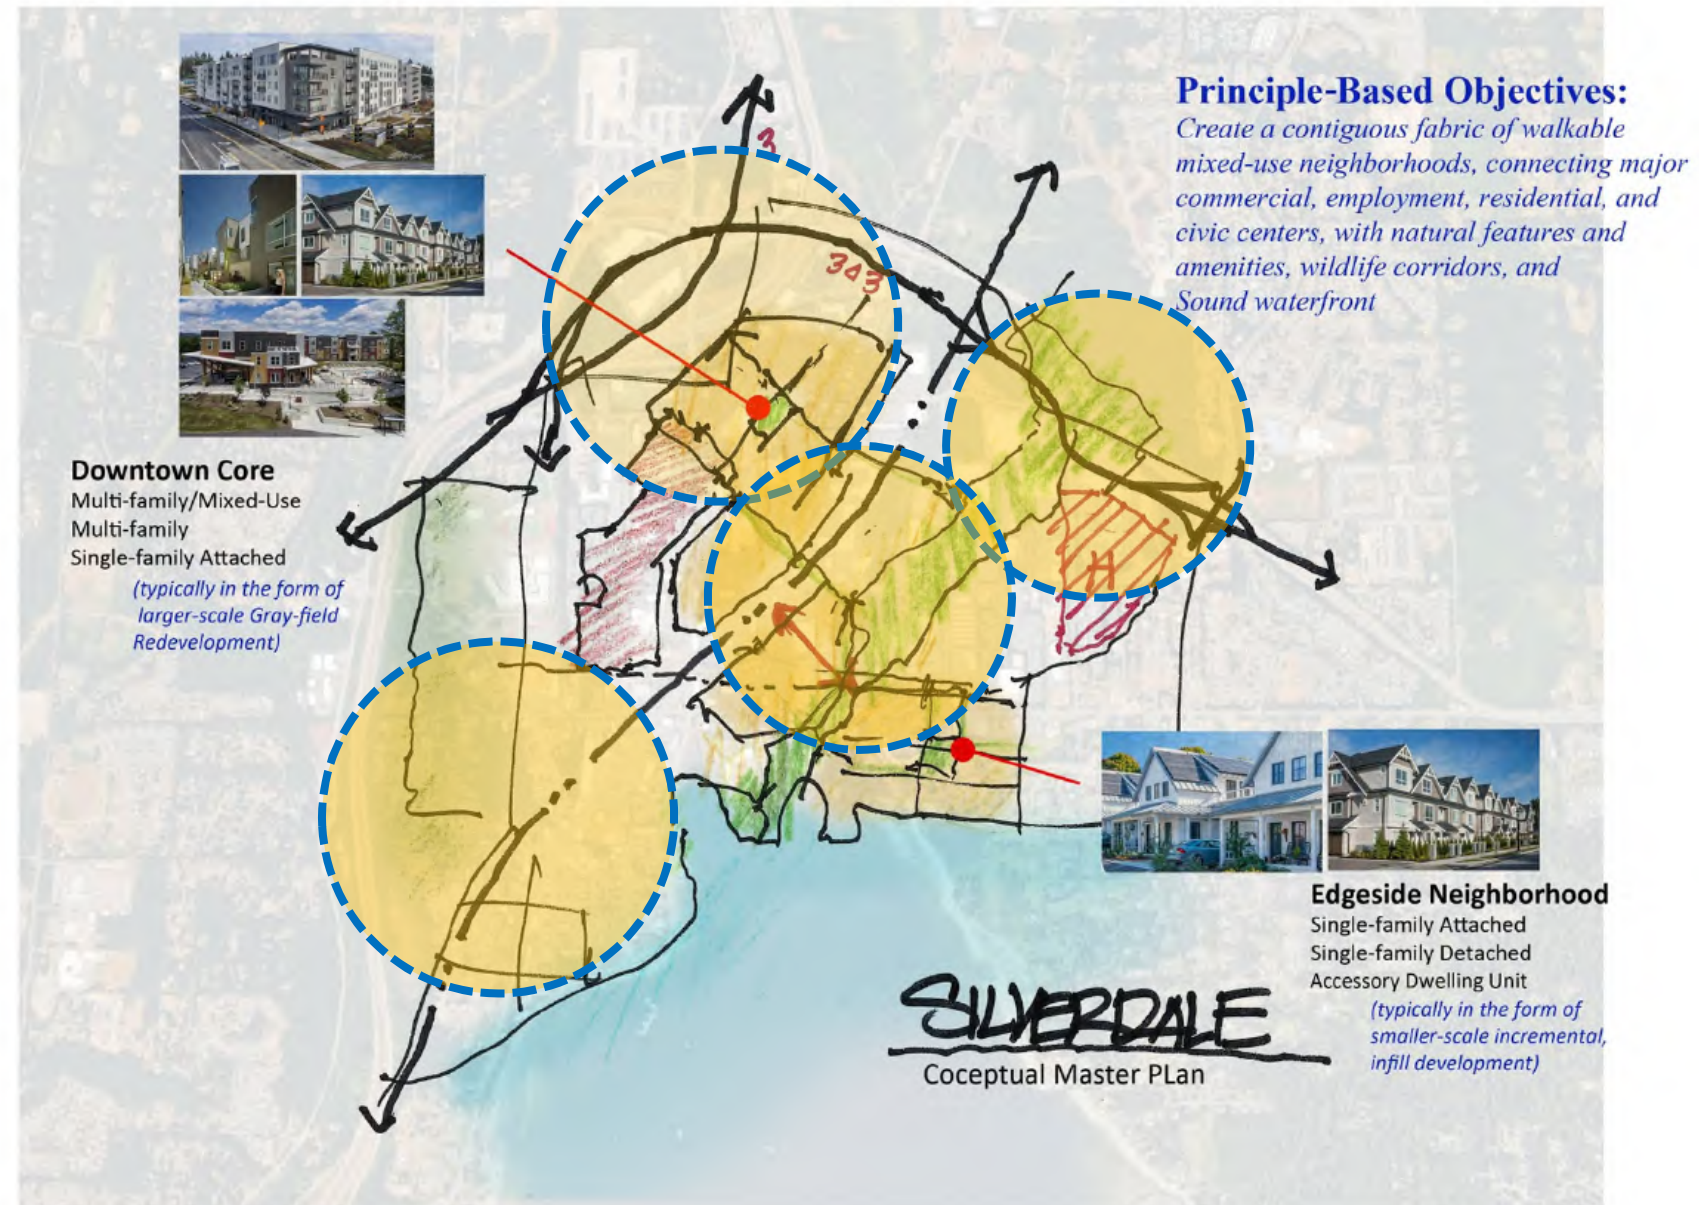 Principle-Based Objectives:
Create a contiguous fabric of walkable
mixed-use neighborhoods, connecting major
commercial, employment, residential, and
civic centers, with natural features and
amenities, wildlife corridors, and
Sound waterfront
3
303
Downtown Core
Multi-family/Mixed-Use
Multi-family
Single-family Attached
(typically in the form of
larger-scale Gray-field
Redevelopment)
H
Edgeside Neighborhood
Single-family Attached
Single-family Detached
Accessory Dwelling Unit
(typically in the form of
smaller-scale incremental,
infill development)
SILVERDALE
Coceptual Master PLan